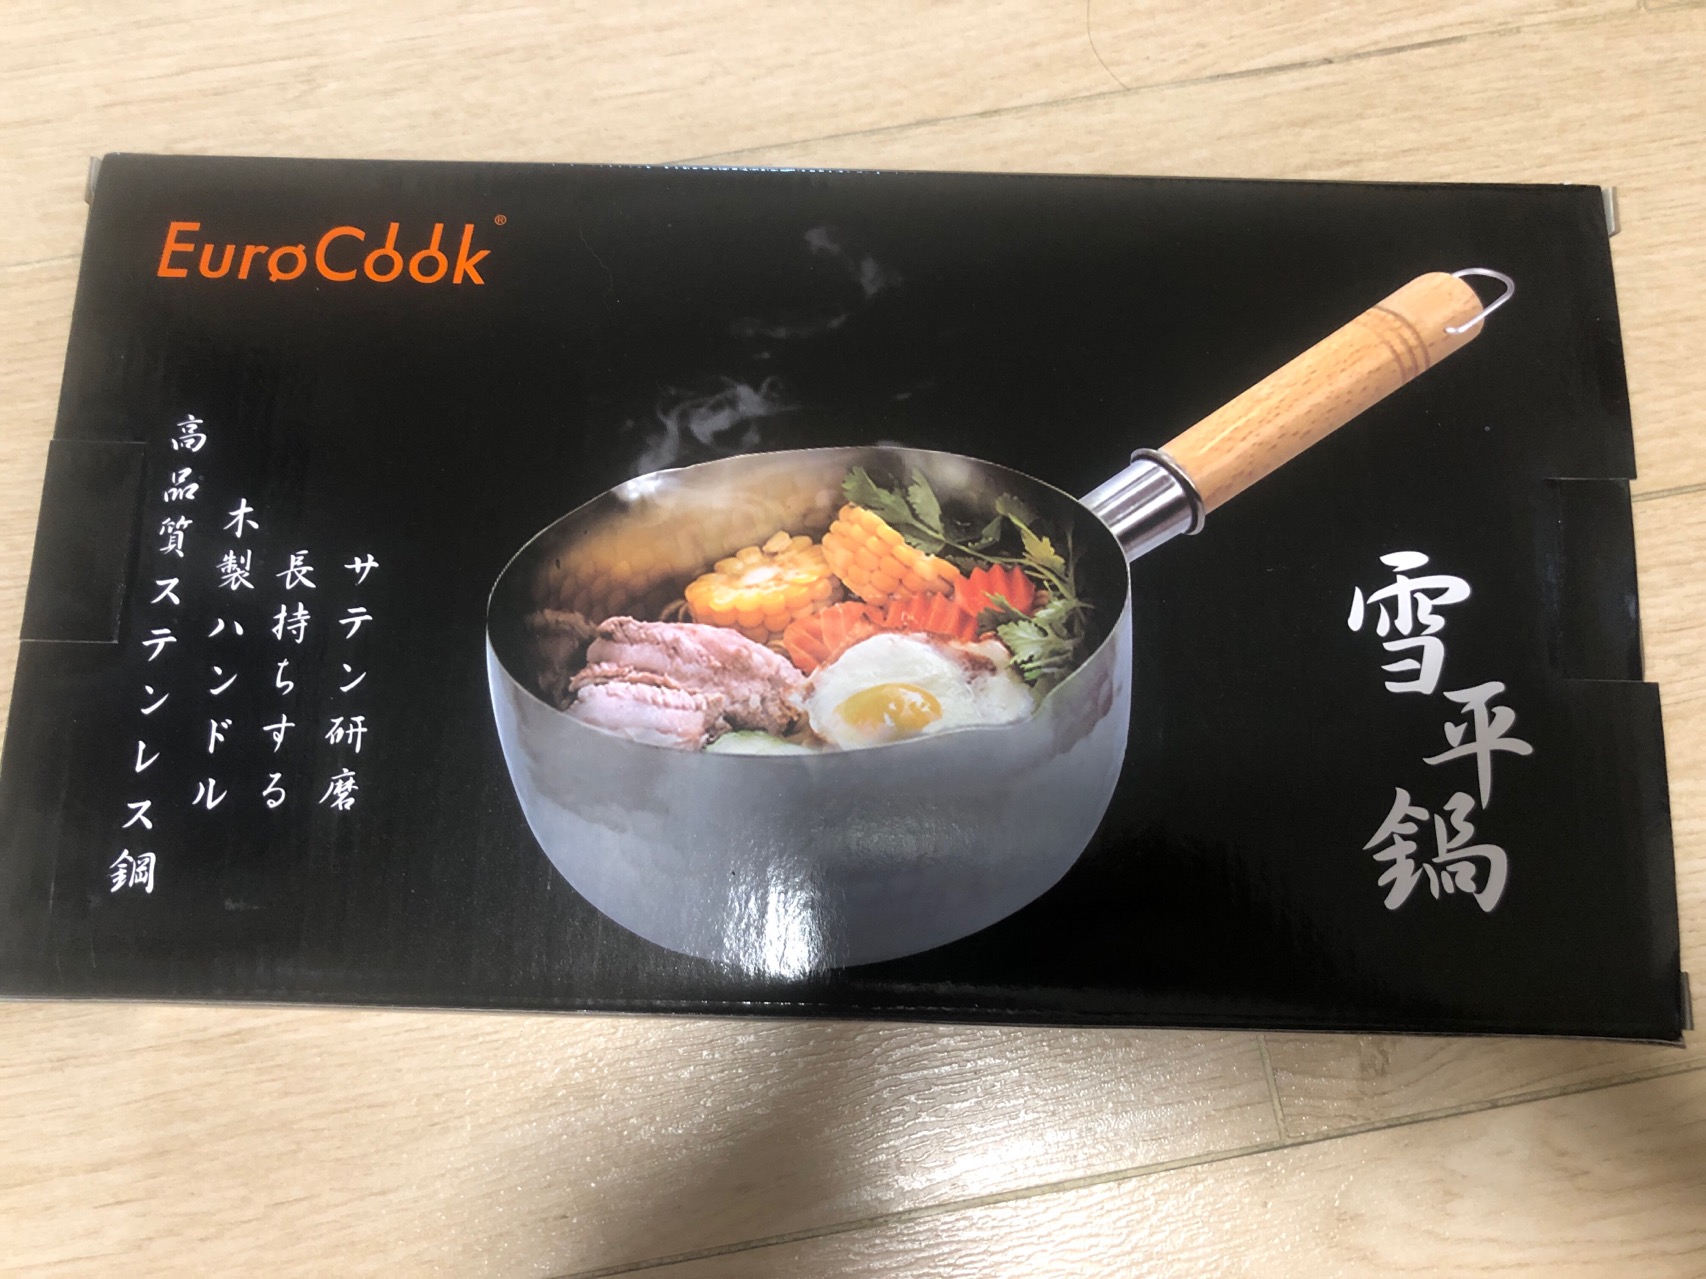 EuroCook®
サテン研磨
長持ちする
木製ハンドル
高品質ステンレス鋼
雪平鍋